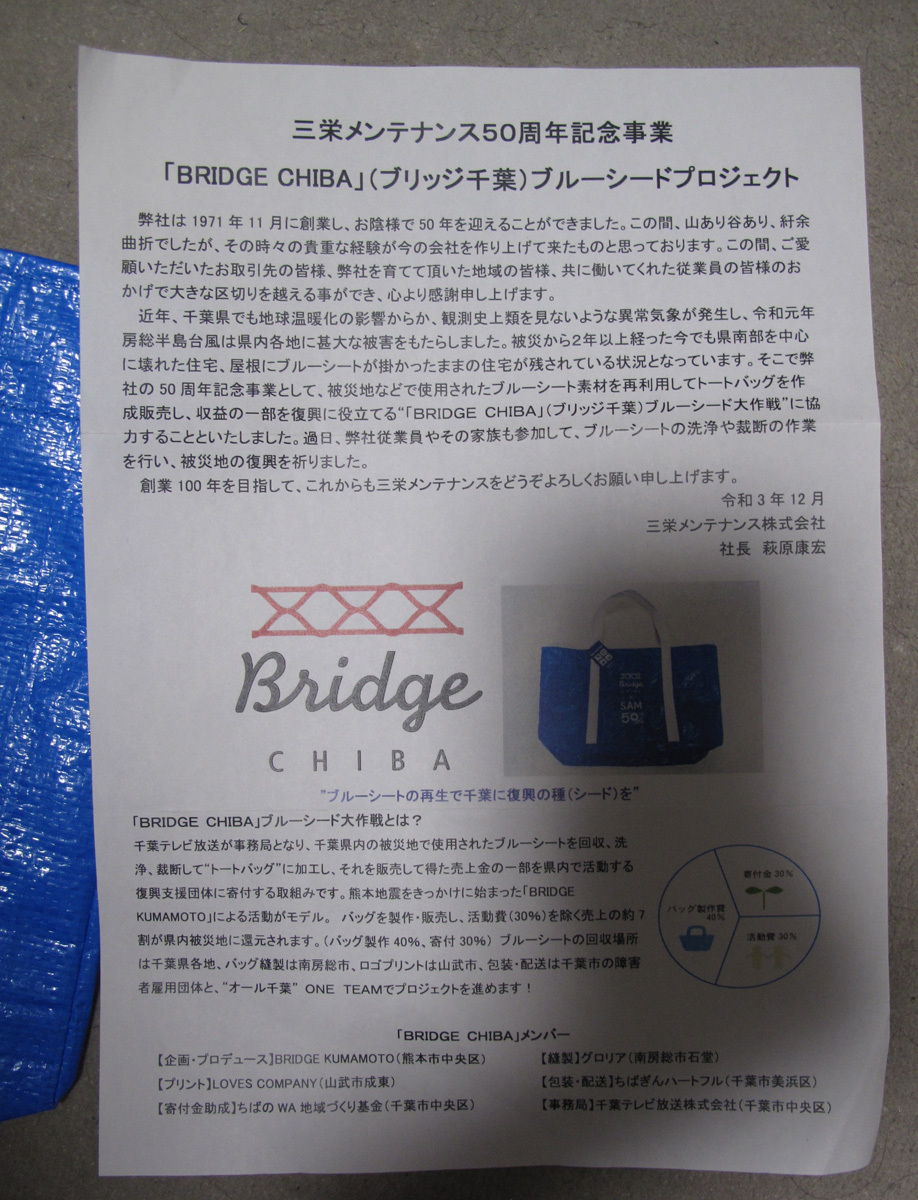 三栄メンテナンス50周年記念事業
「BRIDGE CHIBA」（ブリッジ千葉）ブルーシードプロジェクト
弊社は 1971 年 11 月に創業し、お陰様で 50 年を迎えることができました。この間、山あり谷あり、紆余
曲折でしたが、その時々の貴重な経験が今の会社を作り上げて来たものと思っております。この間、ご愛
顧いただいたお取引先の皆様、弊社を育てて頂いた地域の皆様、共に働いてくれた従業員の皆様のお
かげで大きな区切りを越える事ができ、心より感謝申し上げます。
近年、千葉県でも地球温暖化の影響からか、観測史上類を見ないような異常気象が発生し、令和元年
房総半島台風は県内各地に甚大な被害をもたらしました。被災から2年以上経った今でも県南部を中心
に壊れた住宅、屋根にブルーシートが掛かったままの住宅が残されている状況となっています。そこで弊
社の 50 周年記念事業として、被災地などで使用されたブルーシート素材を再利用してトートバッグを作
成販売し、収益の一部を復興に役立てる“「BRIDGE CHIBA」（ブリッジ千葉）ブルーシード大作戦”に協
力することといたしました。過日、弊社従業員やその家族も参加して、ブルーシートの洗浄や裁断の作業
を行い、被災地の復興を祈りました。
創業 100 年を目指して、これからも三栄メンテナンスをどうぞよろしくお願い申し上げます。
令和 3 年 12 月
三栄メンテナンス株式会社
社長　萩原康宏
Bridge
CHIBA
Bridge
SAM
50
”ブルーシートの再生で千葉に復興の種（シード）を”
「BRIDGE CHIBA」ブルーシード大作戦とは？
千葉テレビ放送が事務局となり、千葉県内の被災地で使用されたブルーシートを回収、洗
浄、裁断して“トートバッグ”に加工し、それを販売して得た売上金の一部を県内で活動する
復興支援団体に寄付する取組みです。熊本地震をきっかけに始まった「BRIDGE
KUMAMOTO」による活動がモデル。 バッグを製作・販売し、活動費（30%）を除く売上の約 7
割が県内被災地に還元されます。（バッグ製作 40%、寄付 30%） ブルーシートの回収場所
は千葉県各地、バッグ縫製は南房総市、ロゴプリントは山武市、包装・配送は千葉市の障害
者雇用団体と、“オール千葉” ONE TEAMでプロジェクトを進めます！
寄付金 30%
バッグ製作費
40%
活動費 30%
「BRIDGE CHIBA」メンバー
【企画・プロデュース】BRIDGE KUMAMOTO（熊本市中央区）
【縫製】グロリア（南房総市石堂）
【プリント】LOVES COMPANY（山武市成東）
【包装・配送】ちばぎんハートフル（千葉市美浜区）
【寄付金助成】ちばの WA 地域づくり基金（千葉市中央区）
【事務局】千葉テレビ放送株式会社（千葉市中央区）